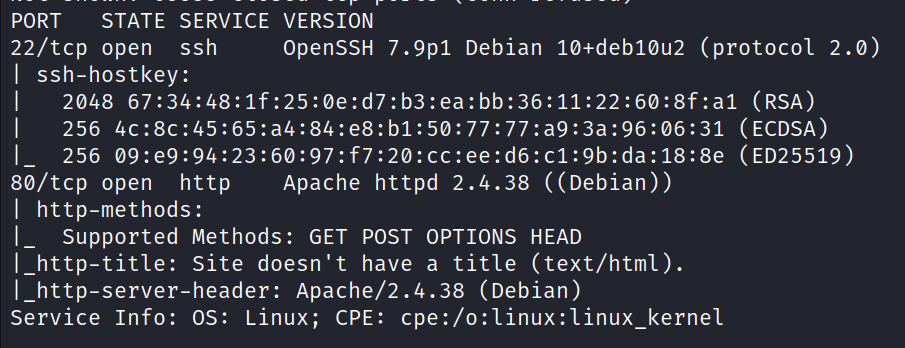 PORT   STATE SERVICE VERSION
22/tcp open  ssh     OpenSSH 7.9p1 Debian 10+deb10u2 (protocol 2.0)
| ssh-hostkey:
|   2048 67:34:48:1f:25:0e:d7:b3:ea:bb:36:11:22:60:8f:a1 (RSA)
|   256 4c:8c:45:65:a4:84:e8:b1:50:77:77:a9:3a:96:06:31 (ECDSA)
|_  256 09:e9:94:23:60:97:f7:20:cc:ee:d6:c1:9b:da:18:8e (ED25519)
80/tcp open  http    Apache httpd 2.4.38 ((Debian))
| http-methods:
|_  Supported Methods: GET POST OPTIONS HEAD
|_http-title: Site doesn't have a title (text/html).
|_http-server-header: Apache/2.4.38 (Debian)
Service Info: OS: Linux; CPE: cpe:/o:linux:linux_kernel